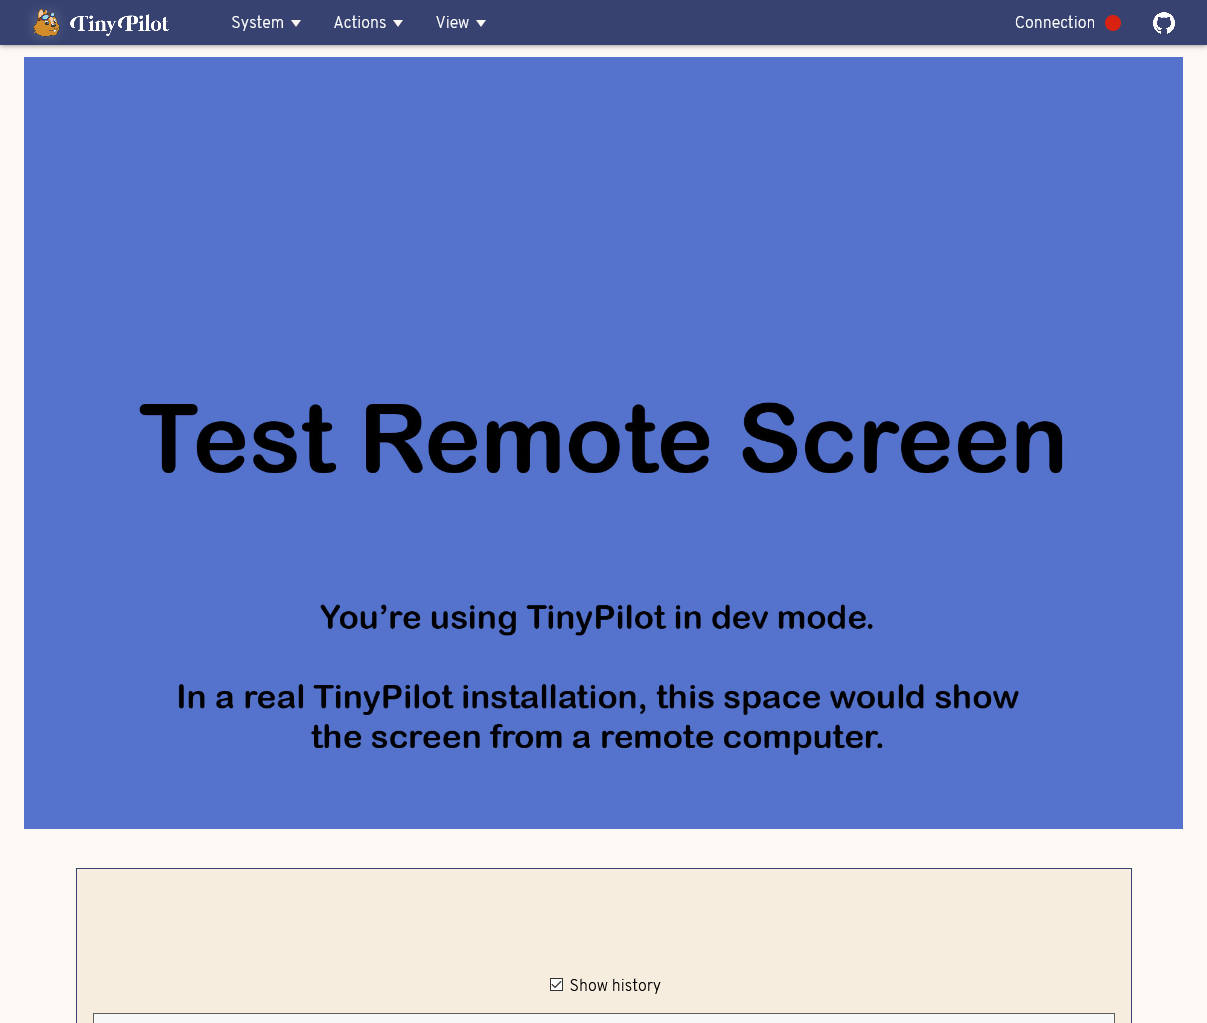 TinyPilot System Actions View Connection
Test Remote Screen
You’re using TinyPilot in dev mode.
In a real TinyPilot installation, this space would show
the screen from a remote computer.
Show history